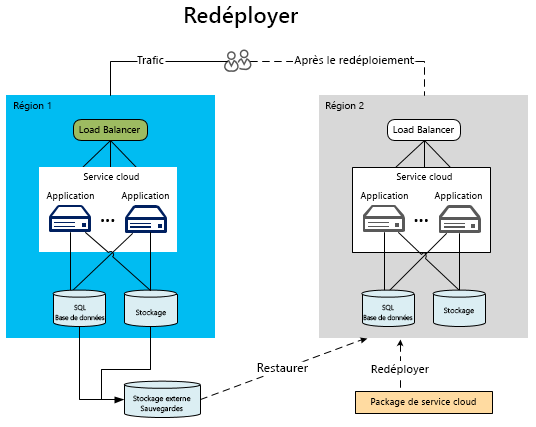 Redéployer
Trafic
Après le redéploiement
Région 1
Load Balancer
Service cloud
Application
Application
...
SQL
Base de données
Stockage
Région 2
Load Balancer
Service cloud
Application
Application
...
SQL
Base de données
Stockage
Restaurer
Redéployer
Stockage externe
Sauvegardes
Package de service cloud